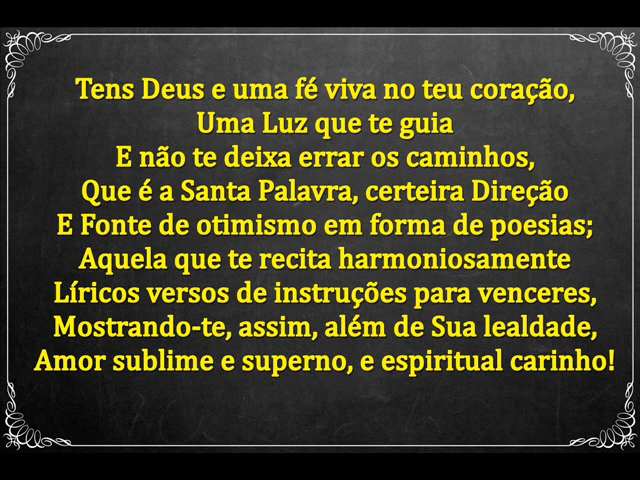 Tens Deus e uma fé viva no teu coração,
Uma Luz que te guia
E não te deixa errar os caminhos,
Que é a Santa Palavra, certeira Direção
E Fonte de otimismo em forma de poesias;
Aquela que te recita harmoniosamente
Líricos versos de instruções para venceres,
Mostrando-te, assim, além de Sua lealdade,
Amor sublime e superno, e espiritual carinho!